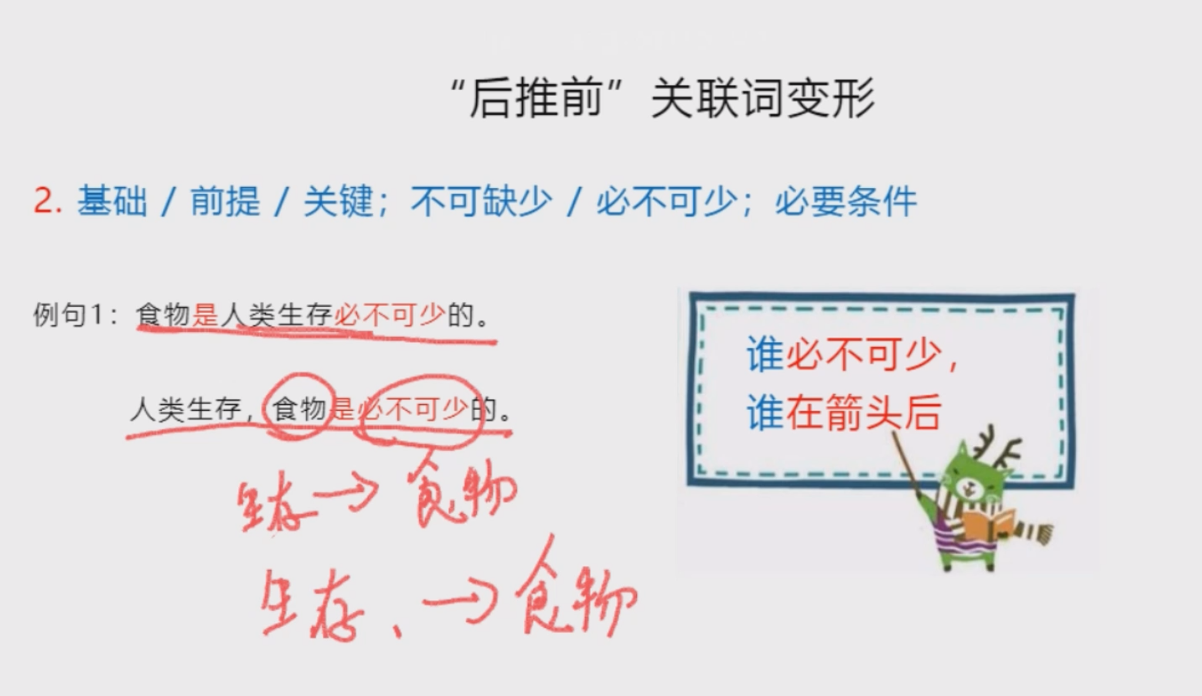 “后推前”关联词变形
2. 基础 / 前提 / 关键；不可缺少 / 必不可少；必要条件
例句1：食物是人类生存必不可少的。
人类生存，食物是必不可少的。
生存→食物
生存、→食物
谁必不可少，
谁在箭头后